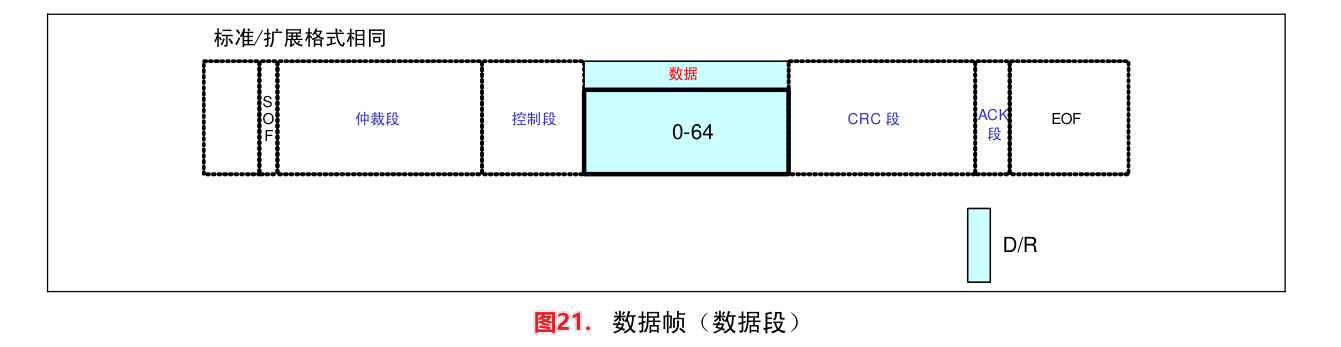 标准/扩展格式相同
SOF
仲裁段
控制段
数据
0-64
CRC 段
ACK
段
EOF
D/R
图21. 数据帧（数据段）